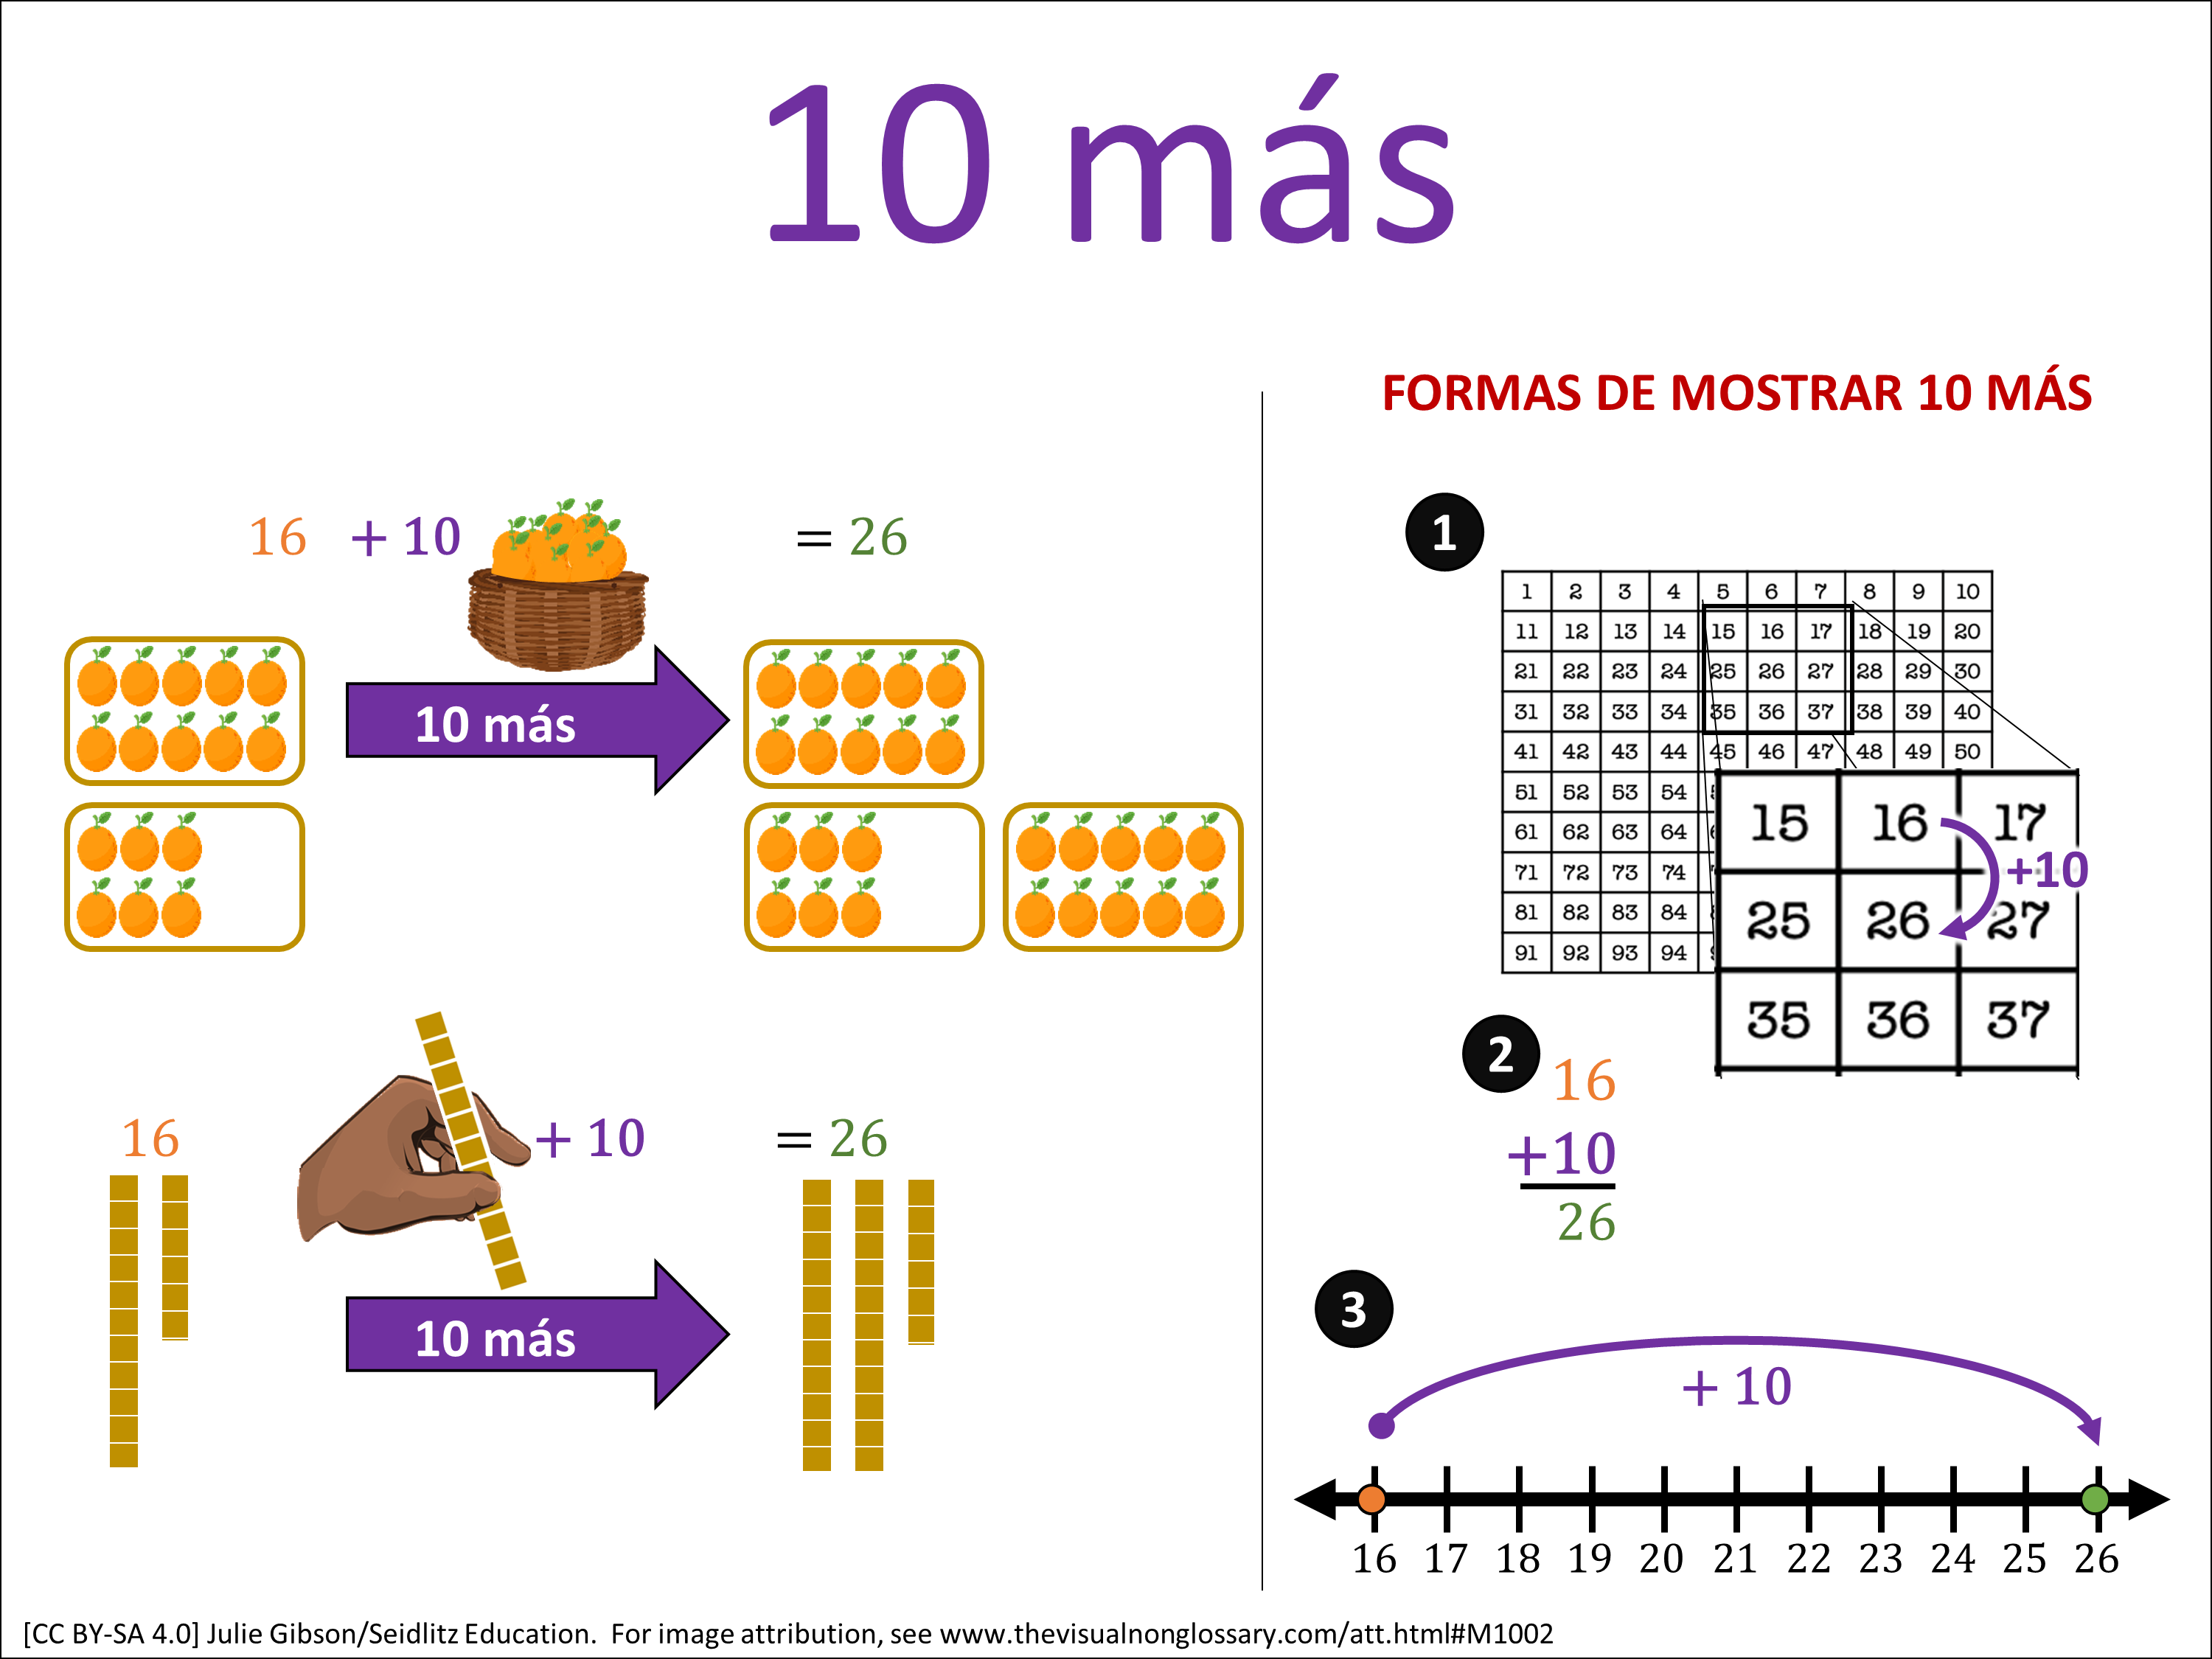 10 más
16 + 10 = 26
10 más
16 + 10 = 26
10 más
FORMAS DE MOSTRAR 10 MÁS
1
1 2 3 4 5 6 7 8 9 10
11 12 13 14 15 16 17 18 19 20
21 22 23 24 25 26 27 28 29 30
31 32 33 34 35 36 37 38 39 40
41 42 43 44 45 46 47 48 49 50
51 52 53 54
61 62 63 64
71 72 73 74
81 82 83 84
91 92 93 94
15 16 17
+10
25 26 27
35 36 37
2
16
+10
26
3
+ 10
16 17 18 19 20 21 22 23 24 25 26
[CC BY-SA 4.0] Julie Gibson/Seidlitz Education. For image attribution, see www.thevisualnonglossary.com/att.html#M1002